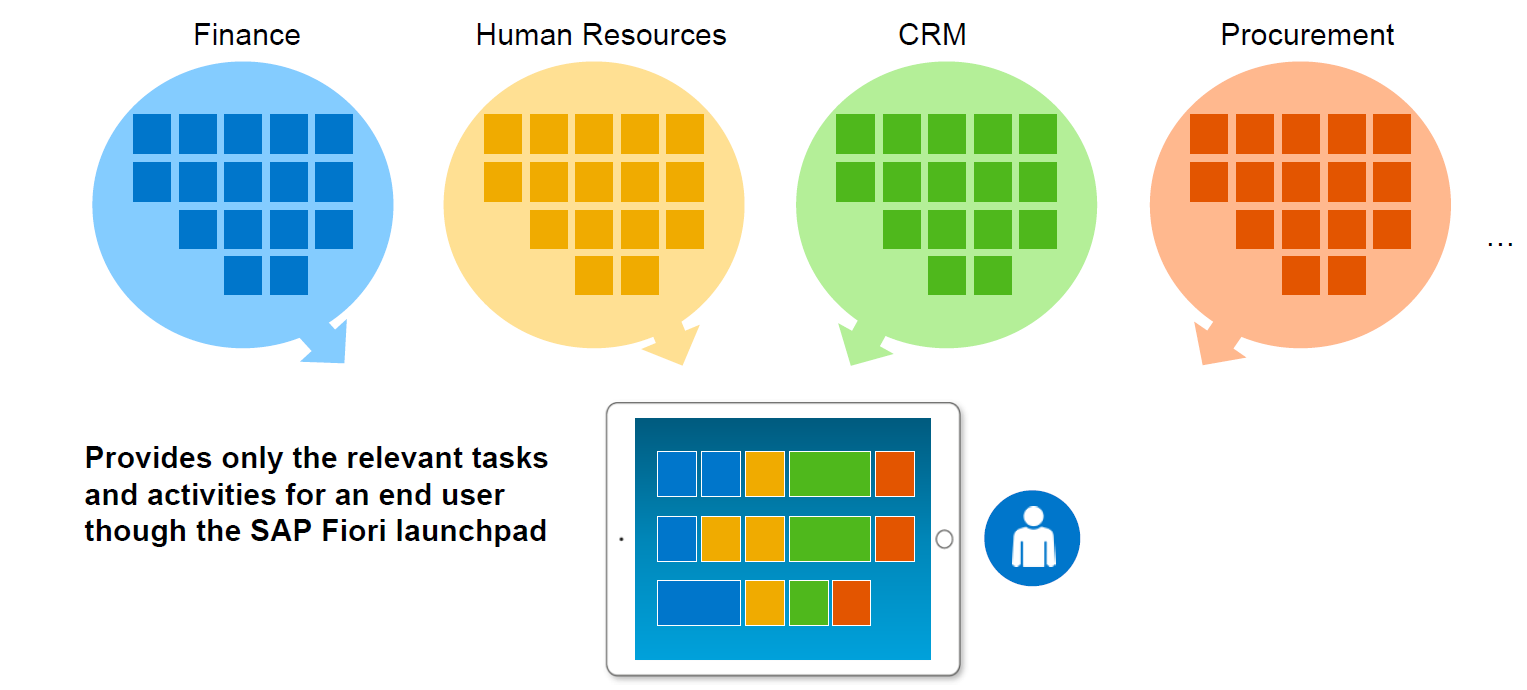 Finance
Human Resources
CRM
Procurement
...
Provides only the relevant tasks
and activities for an end user
though the SAP Fiori launchpad